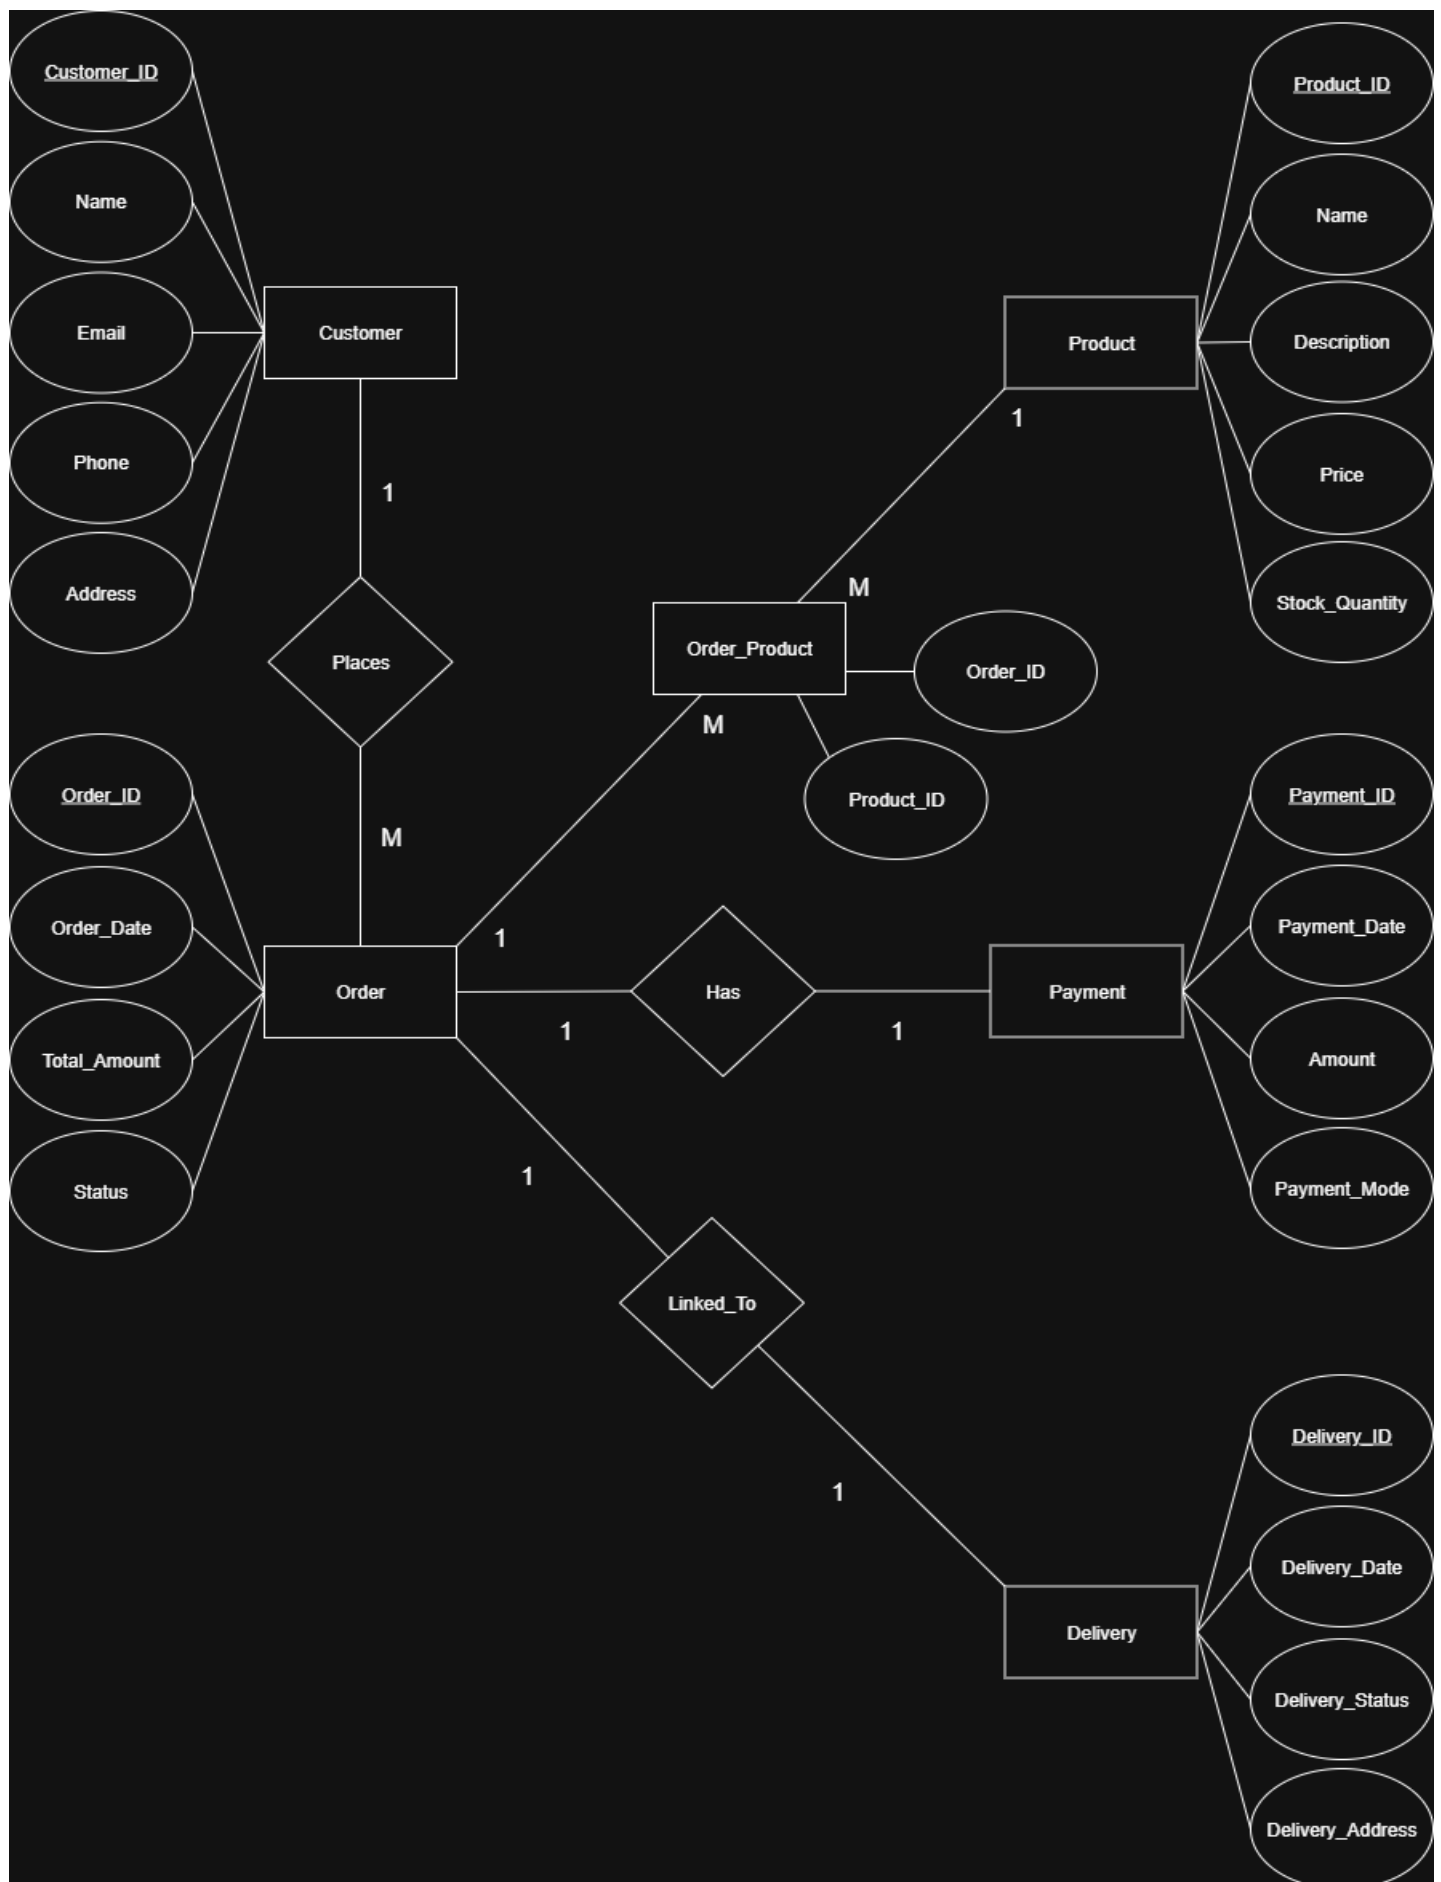 Customer_ID
Name
Email
Phone
Address
Customer
1
Places
M
Product_ID
Name
Description
Price
Stock_Quantity
Product
1
M
Order_Product
M
Order_ID
Product_ID
Order_ID
Order_Date
Total_Amount
Status
Order
1
1
Has
1
Payment
Payment_ID
Payment_Date
Amount
Payment_Mode
1
Linked_To
1
Delivery
Delivery_ID
Delivery_Date
Delivery_Status
Delivery_Address